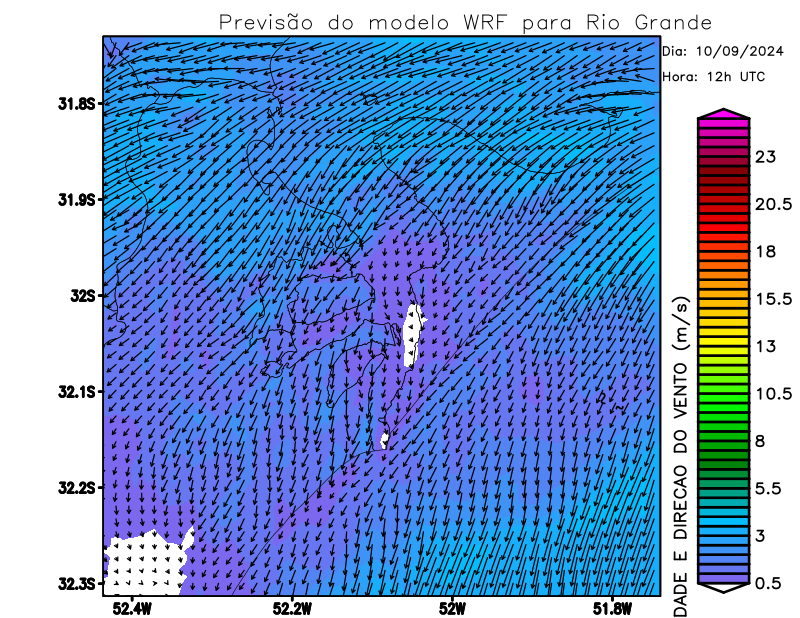 Previsão do modelo WRF para Rio Grande
Dia: 10/09/2024
Hora: 12h UTC
31.8S
31.9S
32S
32.1S
32.2S
32.3S
52.4W
52.2W
52W
51.8W
23
20.5
18
15.5
13
10.5
8
5.5
3
0.5
DADE E DIRECAO DO VENTO (m/s)